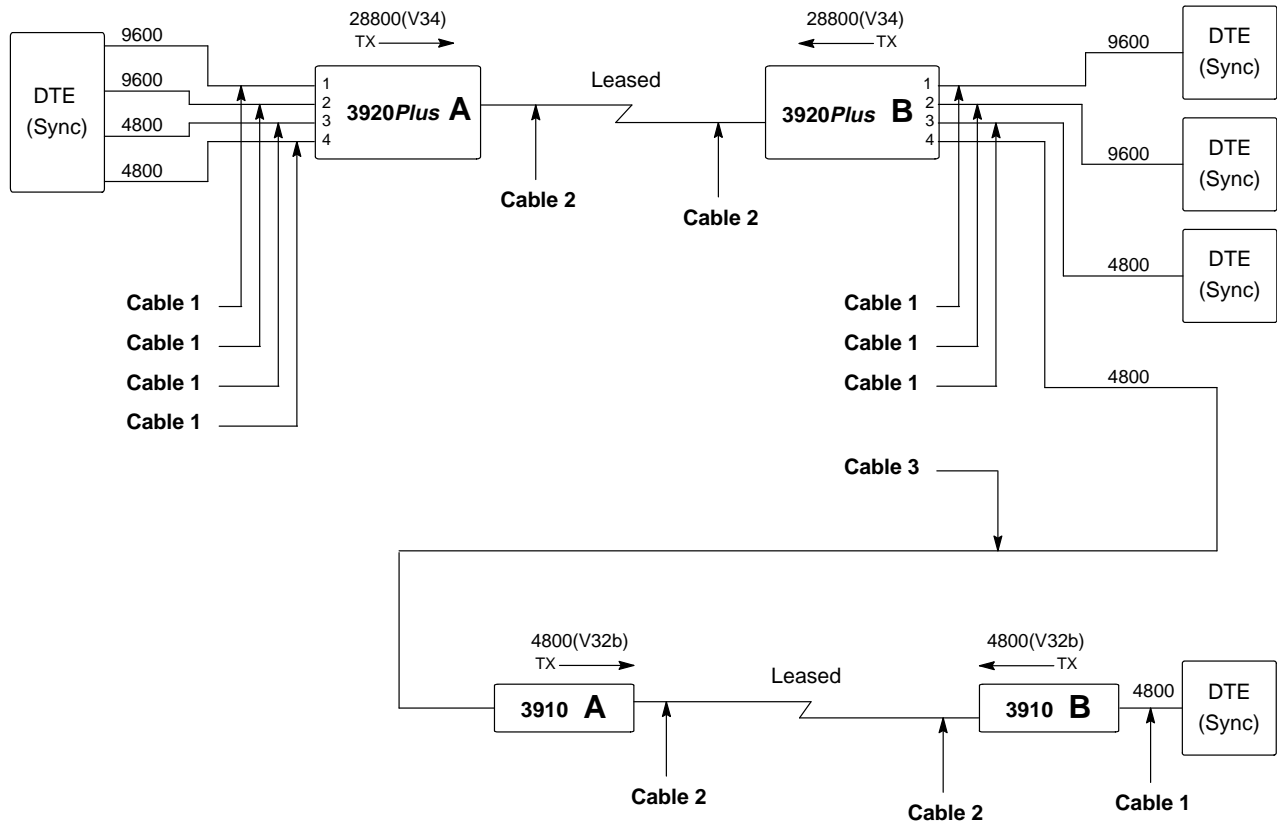 28800(V34)
TX
28800(V34)
TX
9600
9600
4800
4800
DTE
(Sync)
1
2
3
4
3920Plus A
Leased
3920Plus B
1
2
3
4
9600
9600
4800
4800
DTE
(Sync)
DTE
(Sync)
DTE
(Sync)
Cable 2
Cable 2
Cable 1
Cable 1
Cable 1
Cable 1
Cable 1
Cable 1
Cable 1
Cable 3
4800(V32b)
TX
4800(V32b)
TX
Leased
3910 A
3910 B
4800
DTE
(Sync)
Cable 2
Cable 2
Cable 1